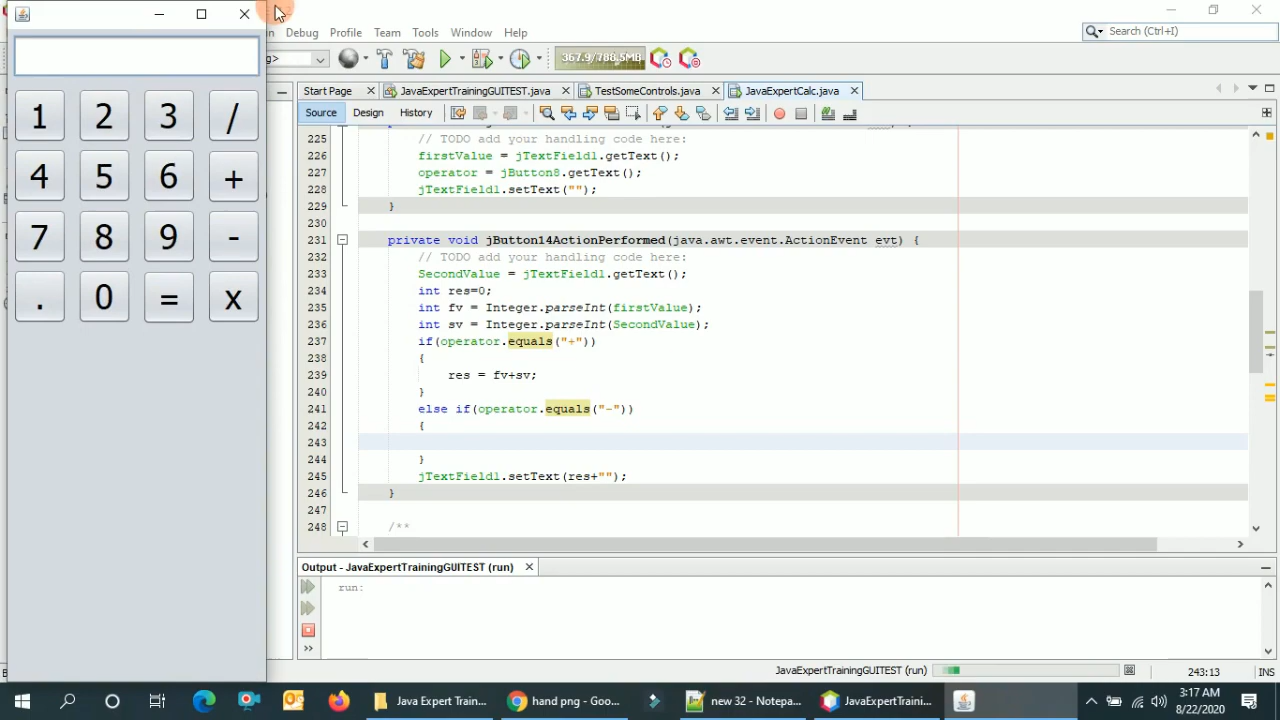 Debug Profile Team Tools Window Help
Search (Ctrl+I)
367.9/788.5MB
Start Page JavaExpertTrainingGUITEST.java TestSomeControls.java JavaExpertCalc.java
Source Design History
1 2 3 /
4 5 6 +
7 8 9 -
. 0 = x
225 // TODO add your handling code here:
226 firstValue = jTextField1.getText();
227 operator = jButton8.getText();
228 jTextField1.setText("");
229 }
230
231 private void jButton14ActionPerformed(java.awt.event.ActionEvent evt) {
232 // TODO add your handling code here:
233 SecondValue = jTextField1.getText();
234 int res=0;
235 int fv = Integer.parseInt(firstValue);
236 int sv = Integer.parseInt(SecondValue);
237 if(operator.equals("+"))
238 {
239 res = fv+sv;
240 }
241 else if(operator.equals("-"))
242 {
243
244 }
245 jTextField1.setText(res+"");
246 }
247
248 /**
Output - JavaExpertTrainingGUITEST (run)
run:
JavaExpertTrainingGUITEST (run) 243:13 INS
Java Expert Train... hand png - Goo... new 32 - Notepa... JavaExpertTraini...
3:17 AM
8/22/2020